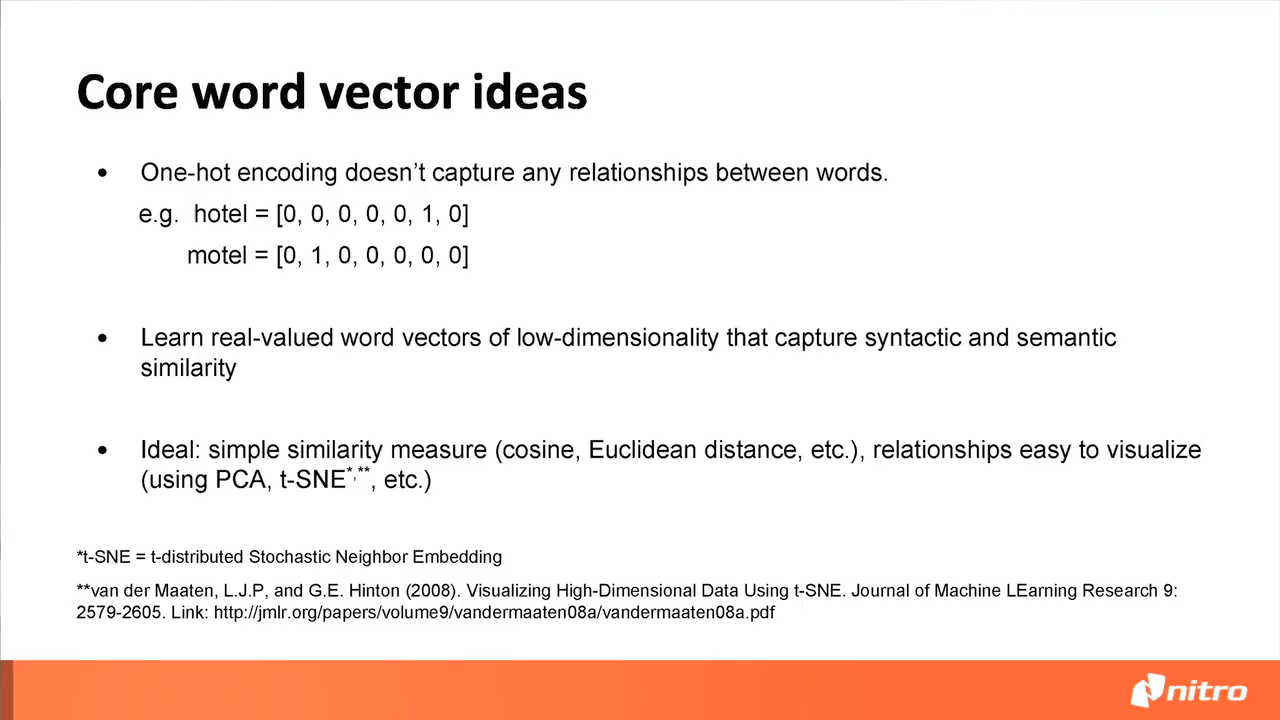 Core word vector ideas
• One-hot encoding doesn’t capture any relationships between words.
e.g. hotel = [0, 0, 0, 0, 0, 1, 0]
motel = [0, 1, 0, 0, 0, 0, 0]
• Learn real-valued word vectors of low-dimensionality that capture syntactic and semantic
similarity
• Ideal: simple similarity measure (cosine, Euclidean distance, etc.), relationships easy to visualize
(using PCA, t-SNE*,**, etc.)
*t-SNE = t-distributed Stochastic Neighbor Embedding
**van der Maaten, L.J.P, and G.E. Hinton (2008). Visualizing High-Dimensional Data Using t-SNE. Journal of Machine LEarning Research 9:
2579-2605. Link: http://jmlr.org/papers/volume9/vandermaaten08a/vandermaaten08a.pdf
nitro